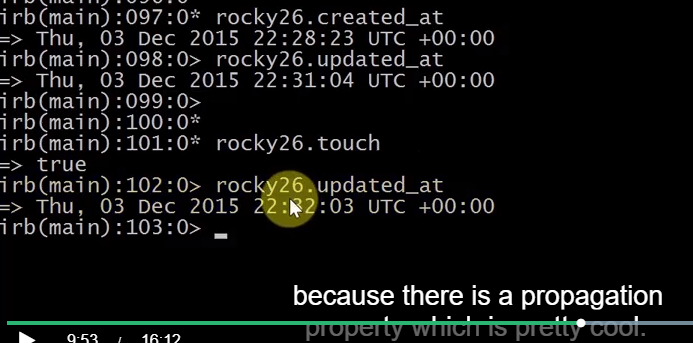 irb(main):097:0* rocky26.created_at
=> Thu, 03 Dec 2015 22:28:23 UTC +00:00
irb(main):098:0> rocky26.updated_at
=> Thu, 03 Dec 2015 22:31:04 UTC +00:00
irb(main):099:0>
irb(main):100:0*
irb(main):101:0* rocky26.touch
=> true
irb(main):102:0> rocky26.updated_at
=> Thu, 03 Dec 2015 22:32:03 UTC +00:00
irb(main):103:0> _
because there is a propagation
property which is pretty cool.
9:53 / 16:12